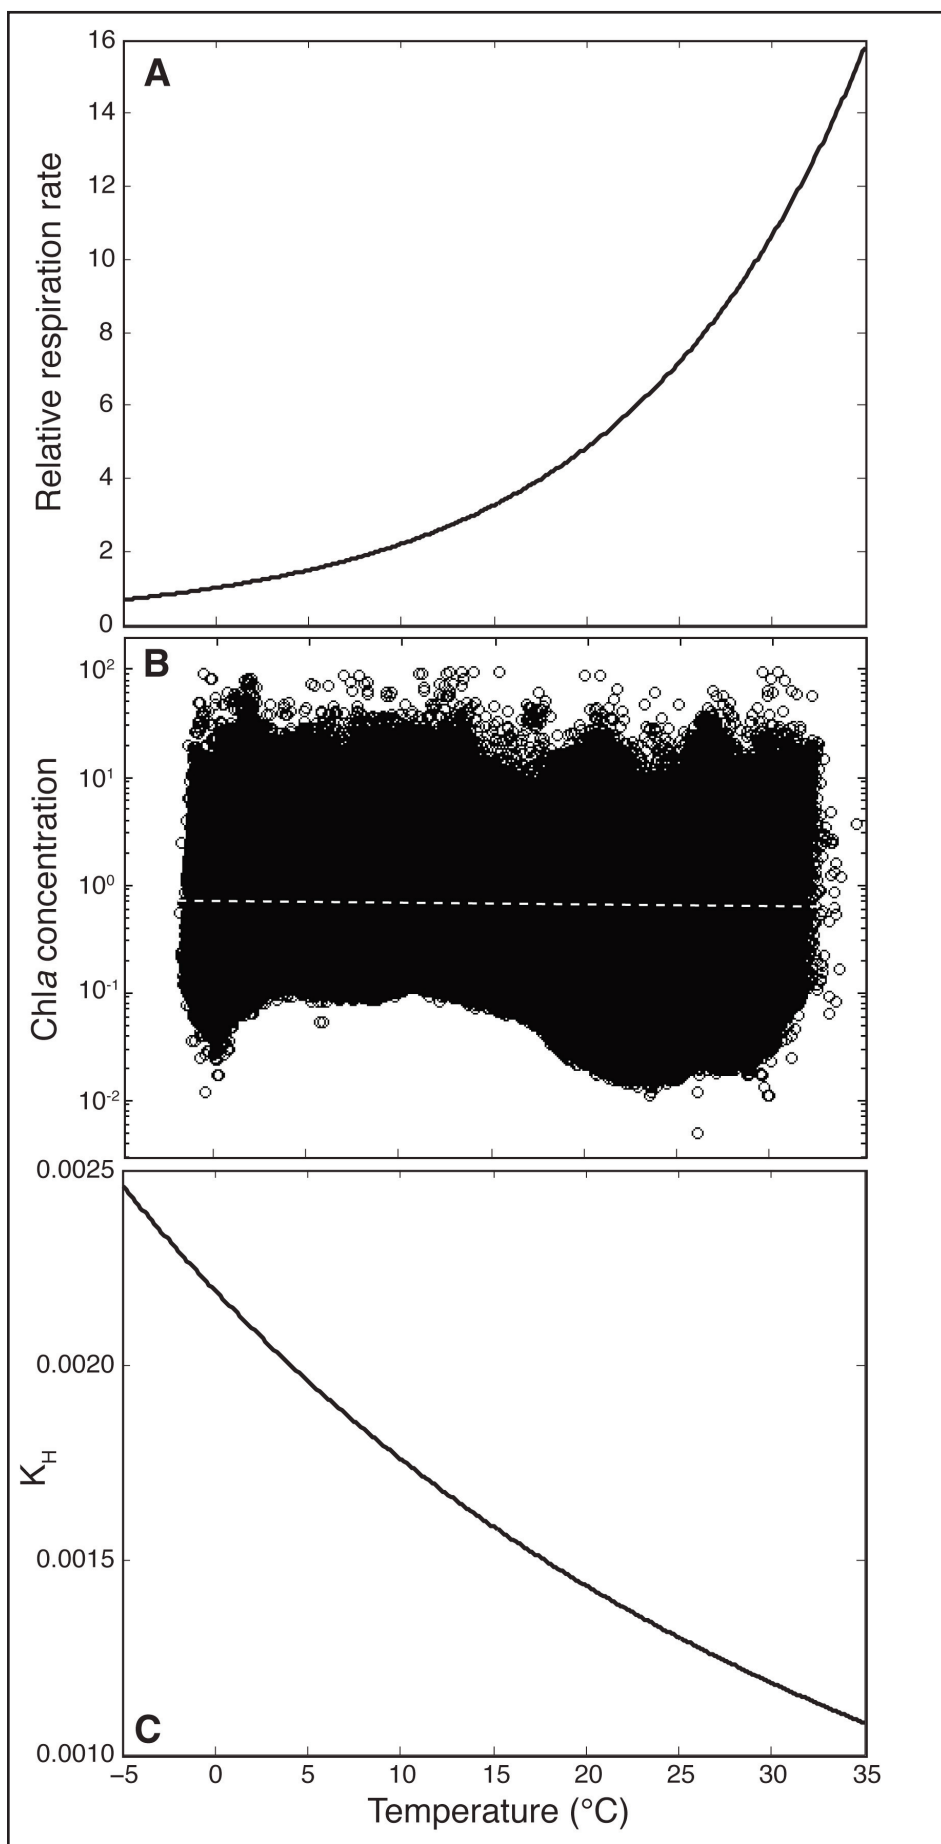 A
Relative respiration rate
16
14
12
10
8
6
4
2
0
B
Chla concentration
10²
10¹
10⁰
10⁻¹
10⁻²
C
K_H
0.0025
0.0020
0.0015
0.0010
−5 0 5 10 15 20 25 30 35
Temperature (°C)